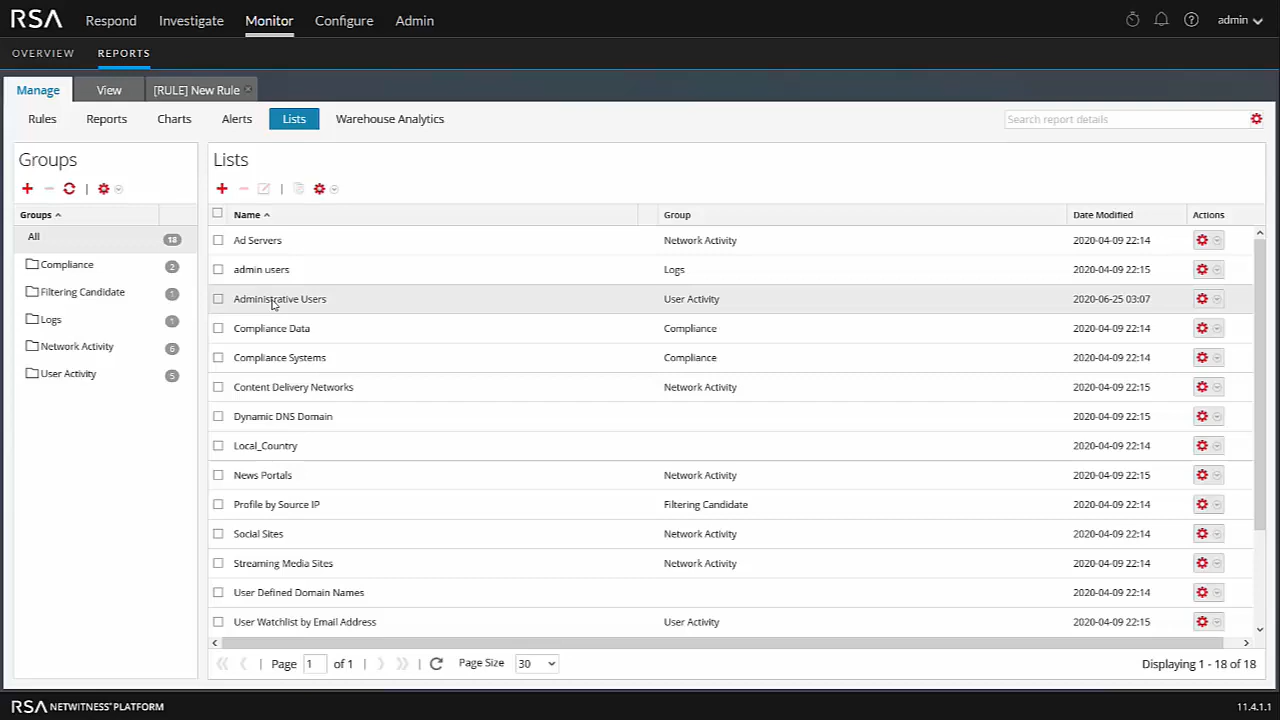 RSA Respond Investigate Monitor Configure Admin admin
OVERVIEW REPORTS
Manage View [RULE] New Rule
Rules Reports Charts Alerts Lists Warehouse Analytics Search report details
Groups
Groups
All 18
Compliance 2
Filtering Candidate 1
Logs 1
Network Activity 6
User Activity 5
Lists
Name Group Date Modified Actions
Ad Servers Network Activity 2020-04-09 22:14
admin users Logs 2020-04-09 22:15
Administrative Users User Activity 2020-06-25 03:07
Compliance Data Compliance 2020-04-09 22:14
Compliance Systems Compliance 2020-04-09 22:14
Content Delivery Networks Network Activity 2020-04-09 22:15
Dynamic DNS Domain 2020-04-09 22:15
Local_Country 2020-04-09 22:14
News Portals Network Activity 2020-04-09 22:15
Profile by Source IP Filtering Candidate 2020-04-09 22:14
Social Sites Network Activity 2020-04-09 22:14
Streaming Media Sites Network Activity 2020-04-09 22:14
User Defined Domain Names 2020-04-09 22:14
User Watchlist by Email Address User Activity 2020-04-09 22:15
Page 1 of 1 Page Size 30 Displaying 1 - 18 of 18
RSA NETWITNESS® PLATFORM 11.4.1.1